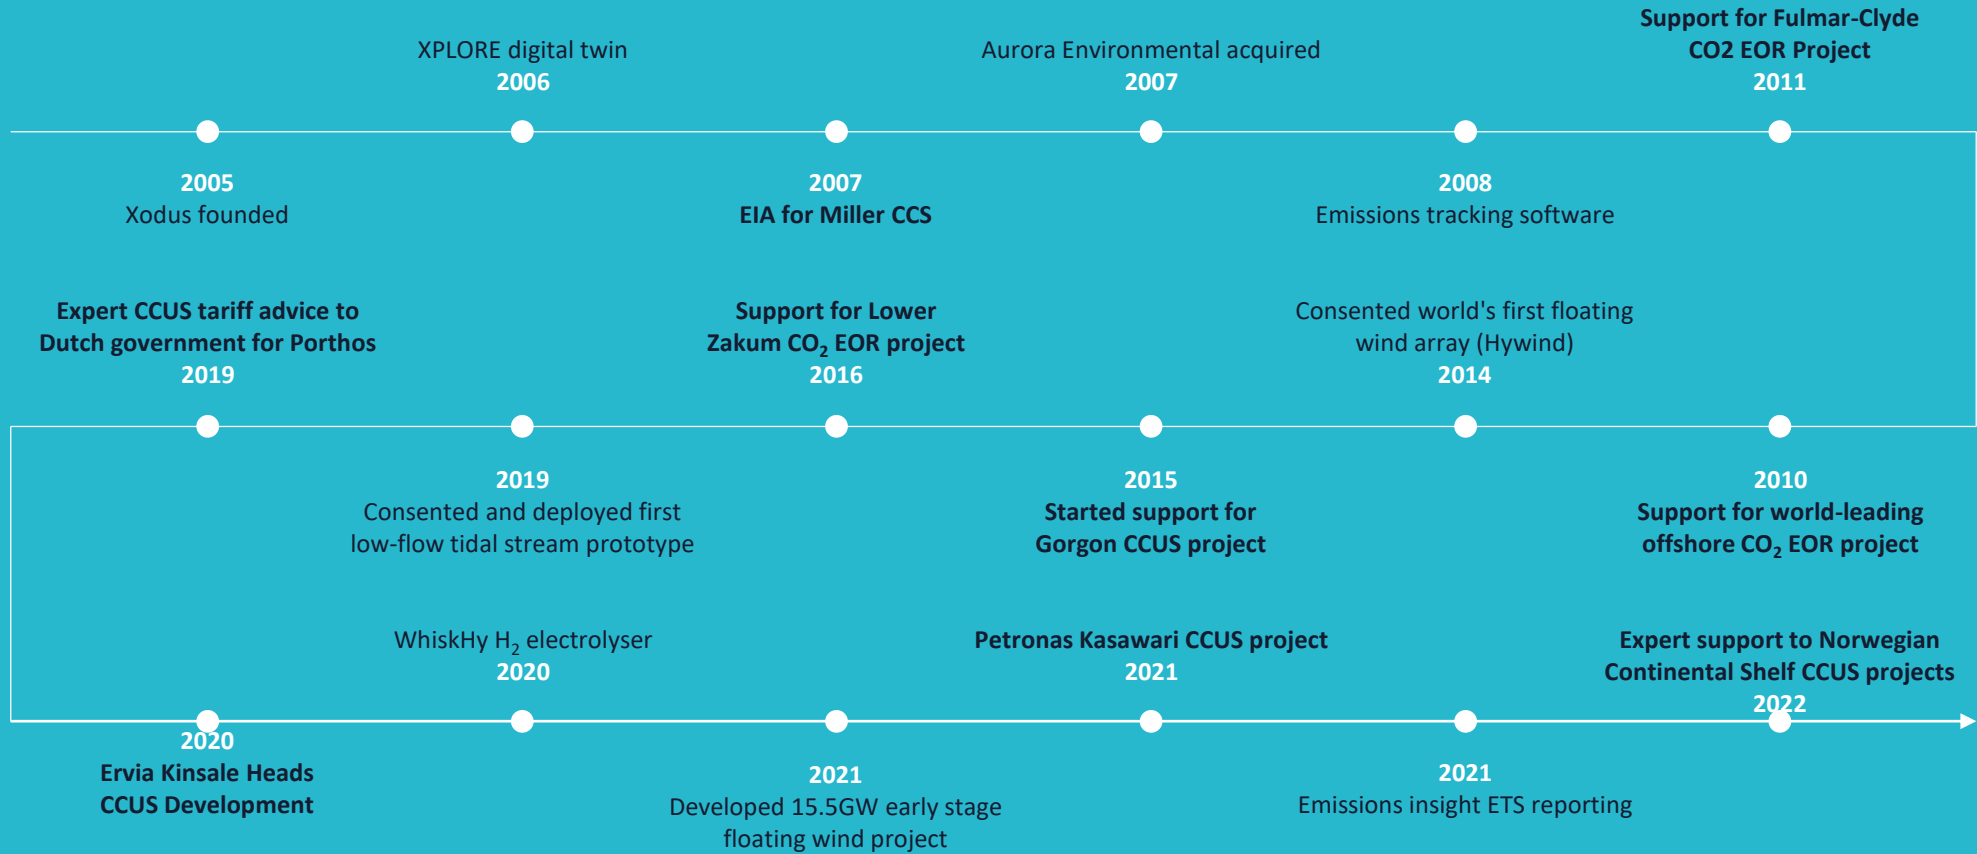 Support for Fulmar-Clyde
CO2 EOR Project
2011
XPLORE digital twin
2006
Aurora Environmental acquired
2007
2005
Xodus founded
2007
EIA for Miller CCS
2008
Emissions tracking software
Expert CCUS tariff advice to
Dutch government for Porthos
2019
Support for Lower
Zakum CO₂ EOR project
2016
Consented world's first floating
wind array (Hywind)
2014
2019
Consented and deployed first
low-flow tidal stream prototype
2015
Started support for
Gorgon CCUS project
2010
Support for world-leading
offshore CO₂ EOR project
WhiskHy H₂ electrolyser
2020
Petronas Kasawari CCUS project
2021
Expert support to Norwegian
Continental Shelf CCUS projects
2022
2020
Ervia Kinsale Heads
CCUS Development
2021
Developed 15.5GW early stage
floating wind project
2021
Emissions insight ETS reporting